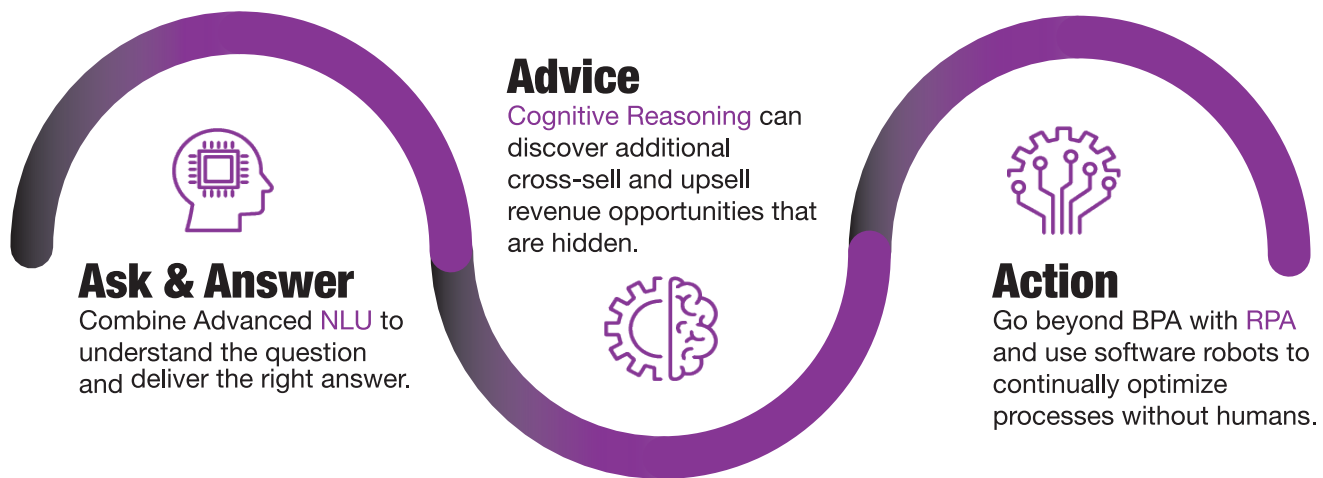 Ask & Answer
Combine Advanced NLU to
understand the question
and deliver the right answer.
Advice
Cognitive Reasoning can
discover additional
cross-sell and upsell
revenue opportunities that
are hidden.
Action
Go beyond BPA with RPA
and use software robots to
continually optimize
processes without humans.